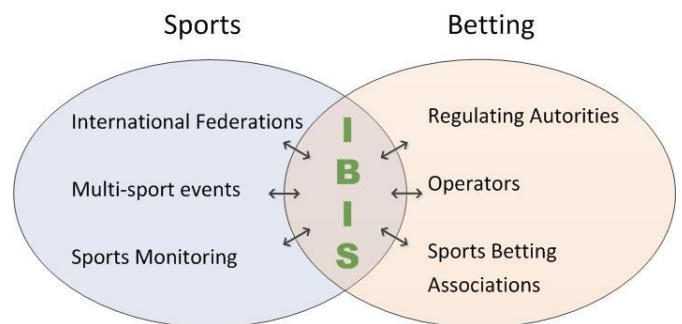 Sports
Betting
International Federations
Multi-sport events
Sports Monitoring
I
B
I
S
Regulating Autorities
Operators
Sports Betting
Associations